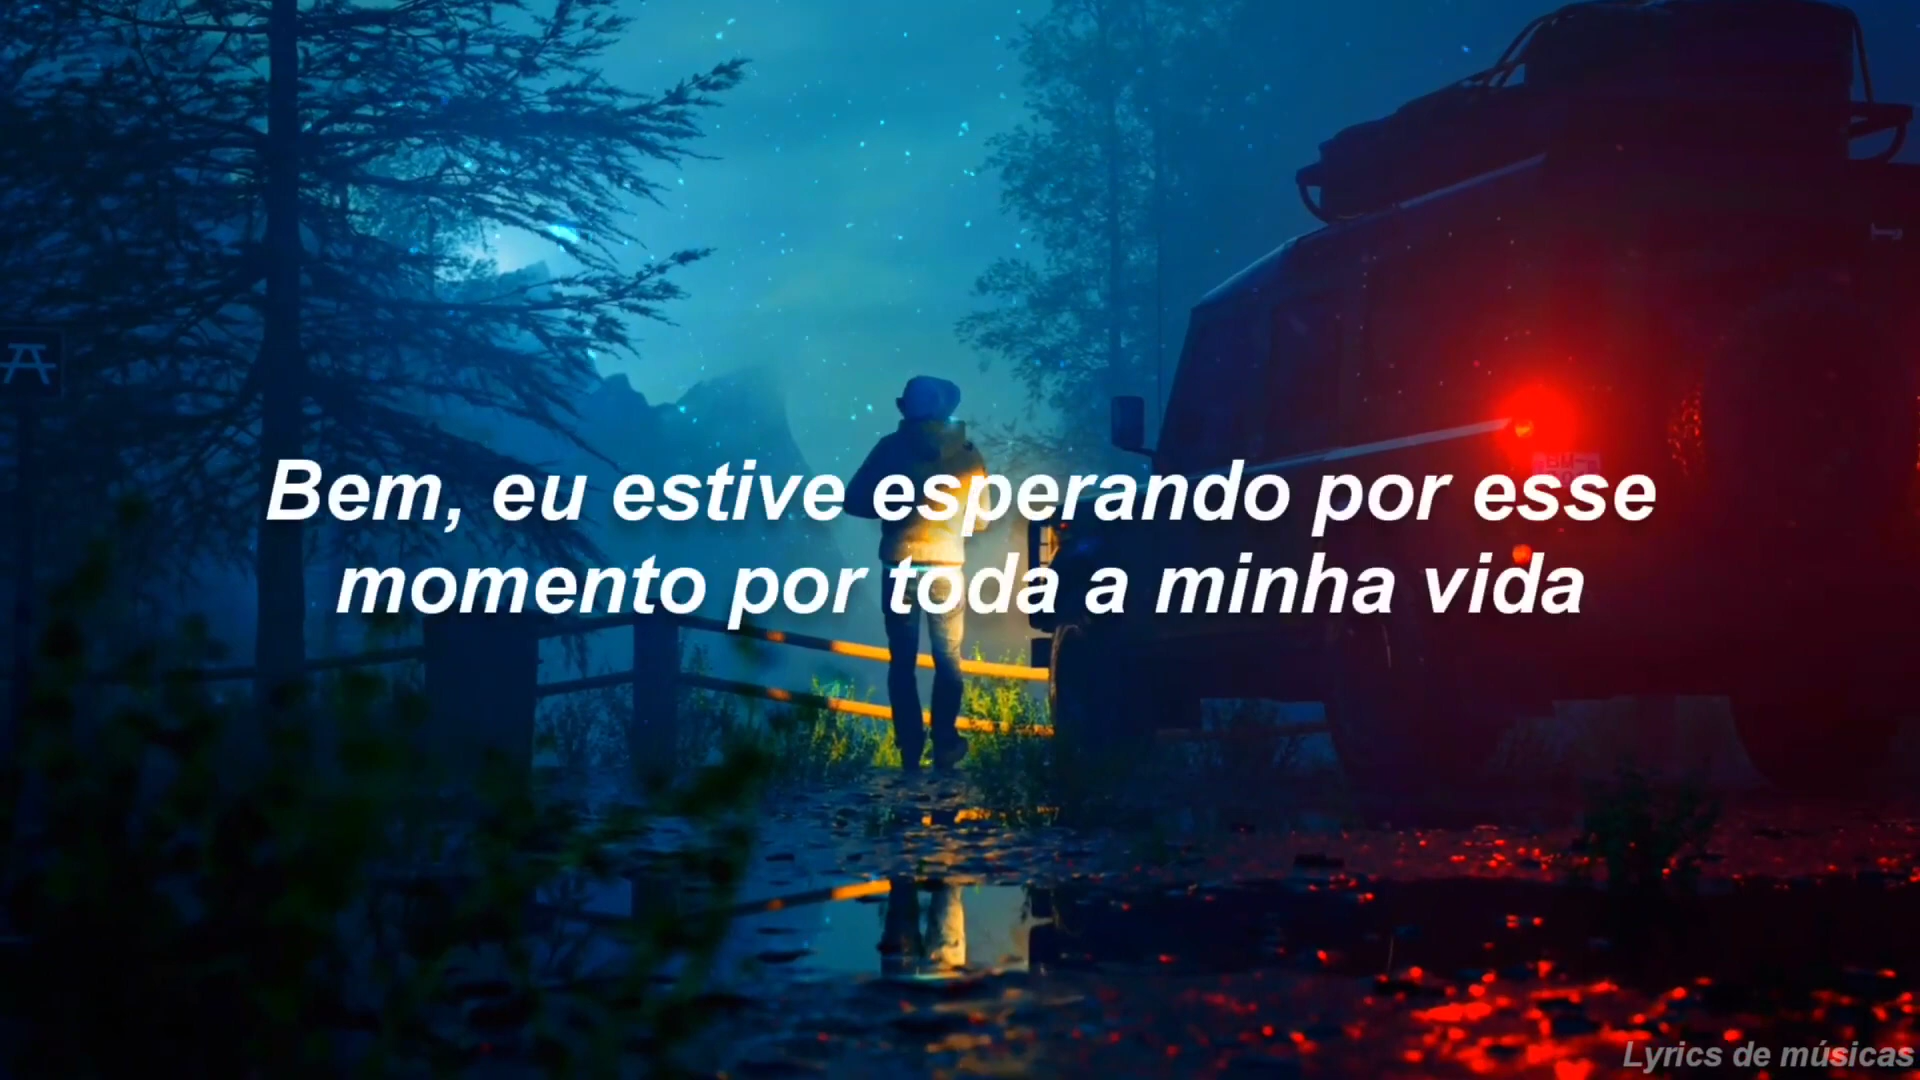 Bem, eu estive esperando por esse
momento por toda a minha vida
Lyrics de músicas